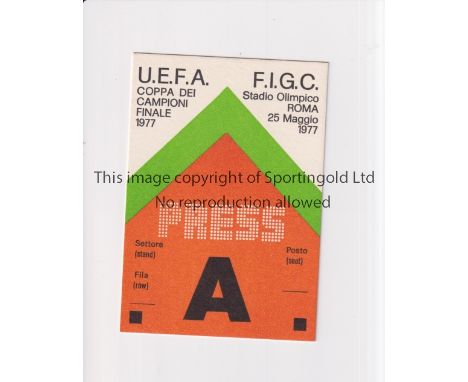 U.E.F.A.
COPPA DEI
CAMPIONI
FINALE
1977
F.I.G.C.
Stadio Olimpico
ROMA
25 Maggio
1977
This image copyright of Sportingold Ltd
No reproduction allowed
PRESS
Settore
(stand)
Posto
(seat)
Fila
(row)
A